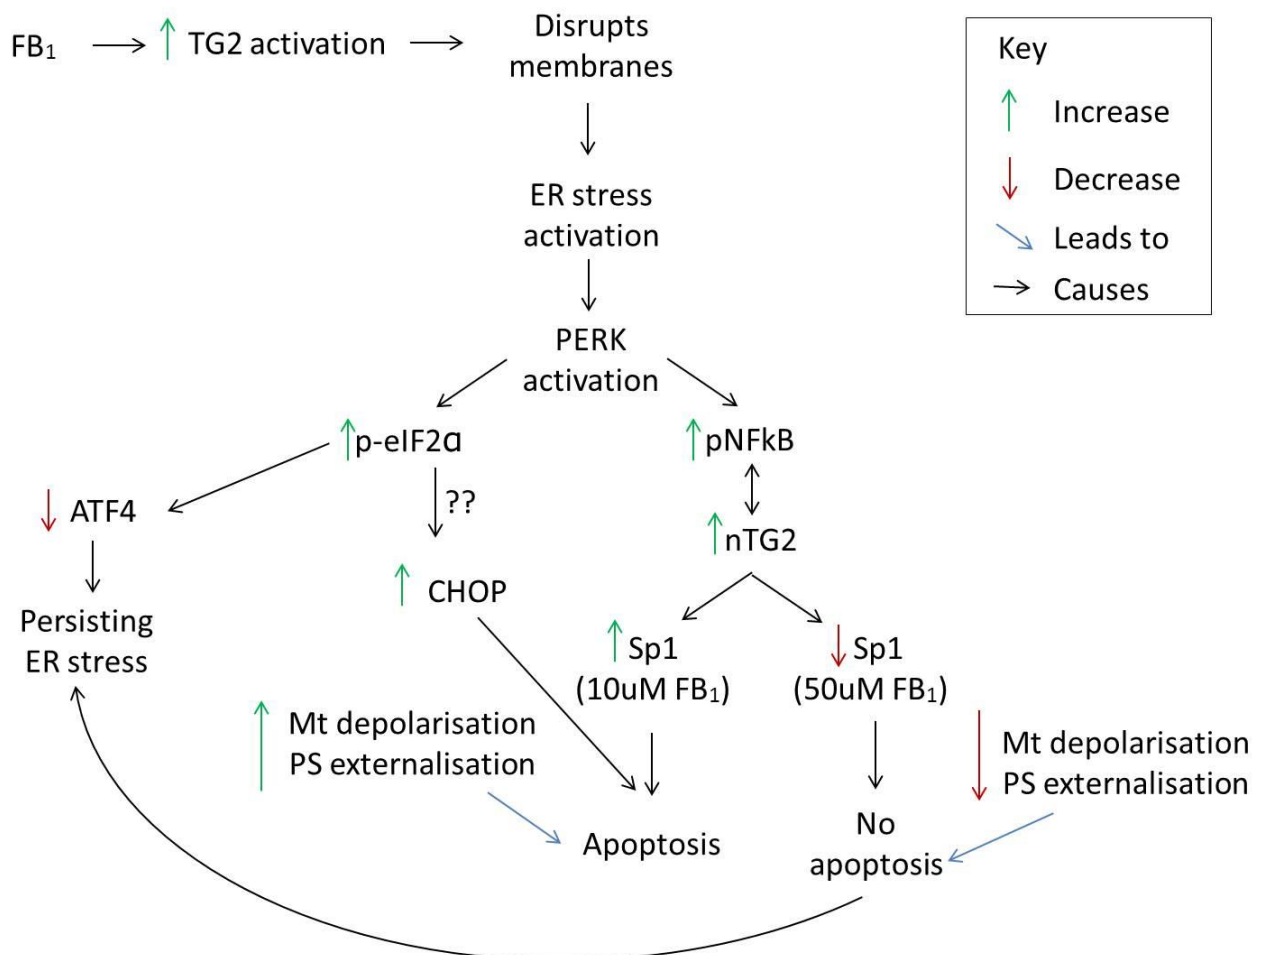 FB₁
TG2 activation
Disrupts
membranes
Key
Increase
Decrease
Leads to
Causes
ER stress
activation
PERK
activation
p-eIF2ɑ
pNFkB
??
ATF4
nTG2
CHOP
Persisting
ER stress
Sp1
(10uM FB₁)
Sp1
(50uM FB₁)
Mt depolarisation
PS externalisation
Mt depolarisation
PS externalisation
Apoptosis
No
apoptosis